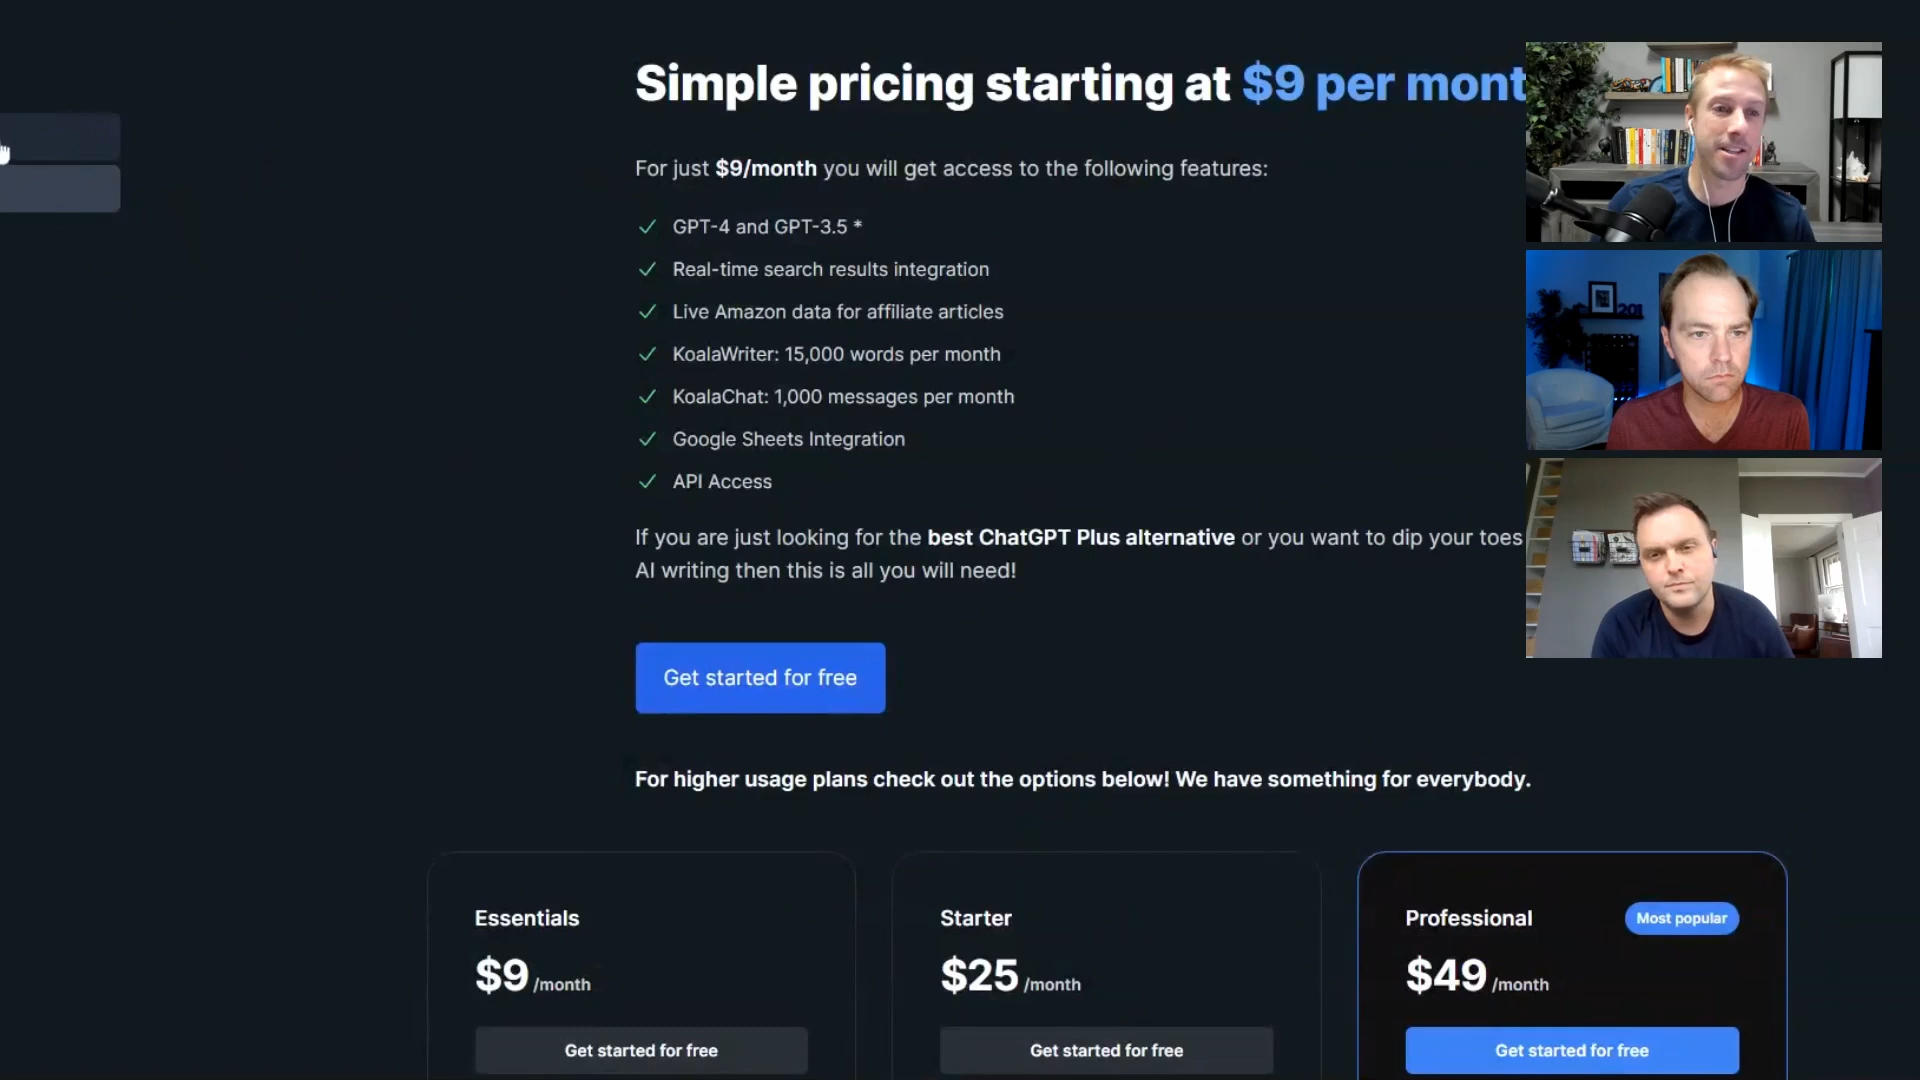 Simple pricing starting at $9 per mont
For just $9/month you will get access to the following features:
GPT-4 and GPT-3.5 *
Real-time search results integration
Live Amazon data for affiliate articles
KoalaWriter: 15,000 words per month
KoalaChat: 1,000 messages per month
Google Sheets Integration
API Access
If you are just looking for the best ChatGPT Plus alternative or you want to dip your toes
AI writing then this is all you will need!
Get started for free
For higher usage plans check out the options below! We have something for everybody.
Essentials
$9 /month
Get started for free
Starter
$25 /month
Get started for free
Professional
Most popular
$49 /month
Get started for free
201